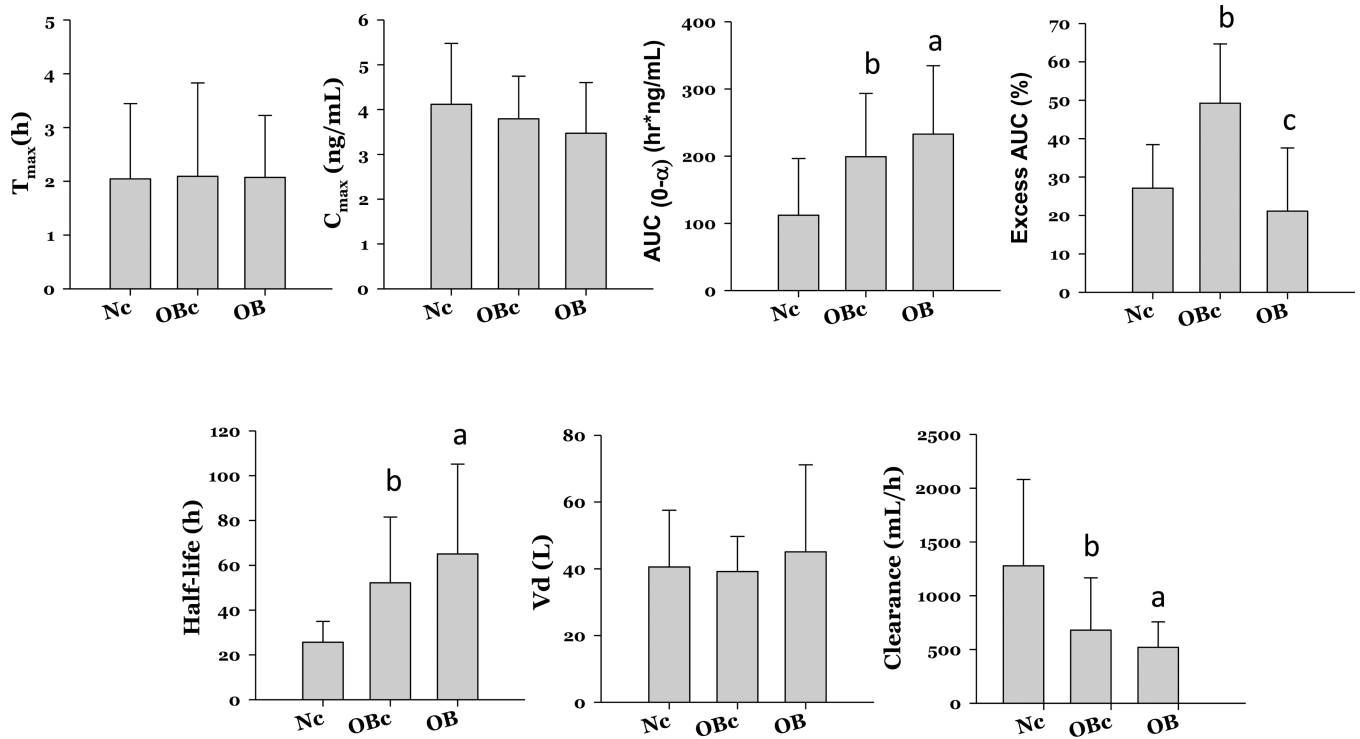 T_max(h)
5
4
3
2
1
0
Nc
OBc
OB
C_max (ng/mL)
6
5
4
3
2
1
0
Nc
OBc
OB
AUC (0-α) (hr*ng/mL)
400
300
200
100
0
b
a
Nc
OBc
OB
Excess AUC (%)
70
60
50
40
30
20
10
0
b
c
Nc
OBc
OB
Half-life (h)
120
100
80
60
40
20
0
b
a
Nc
OBc
OB
Vd (L)
80
60
40
20
0
Nc
OBc
OB
Clearance (mL/h)
2500
2000
1500
1000
500
0
b
a
Nc
OBc
OB